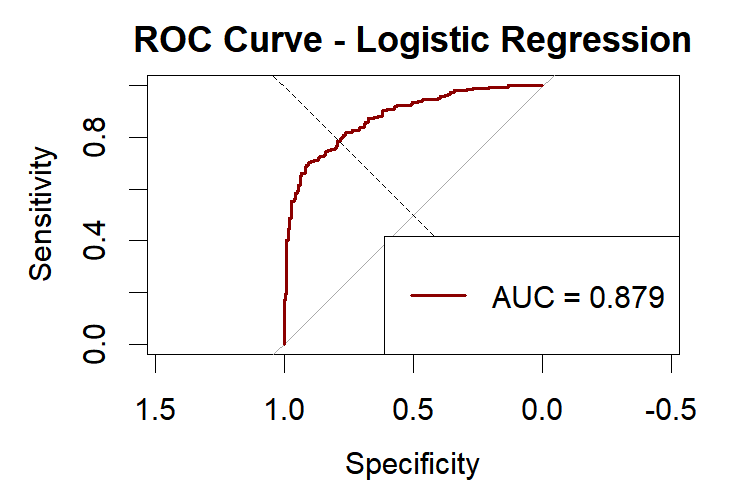 ROC Curve - Logistic Regression
Sensitivity
0.8
0.4
0.0
AUC = 0.879
1.5 1.0 0.5 0.0 -0.5
Specificity